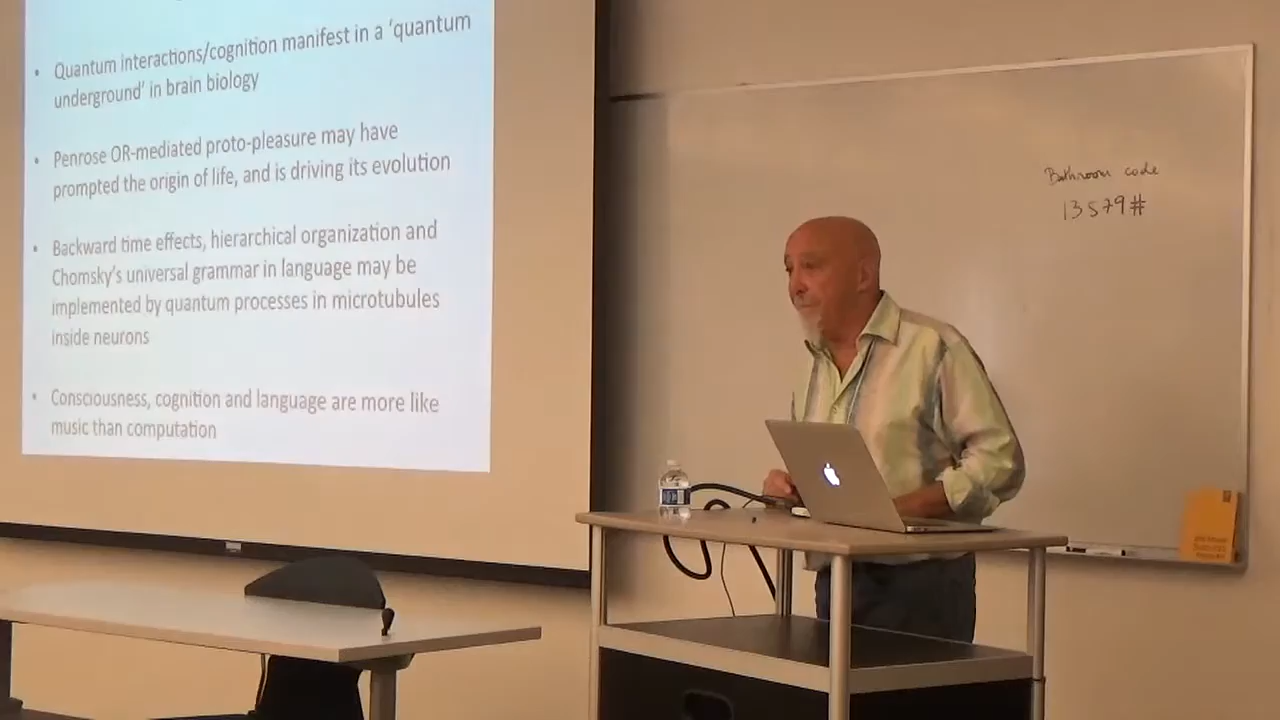 • Quantum interactions/cognition manifest in a ‘quantum
underground’ in brain biology
• Penrose OR-mediated proto-pleasure may have
prompted the origin of life, and is driving its evolution
• Backward time effects, hierarchical organization and
Chomsky’s universal grammar in language may be
implemented by quantum processes in microtubules
inside neurons
• Consciousness, cognition and language are more like
music than computation
Bathroom code
13579#